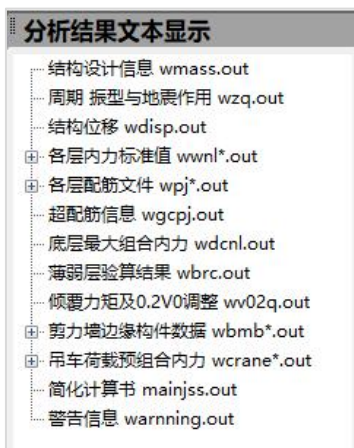 分析结果文本显示
结构设计信息 wmass.out
周期 振型与地震作用 wzq.out
结构位移 wdisp.out
各层内力标准值 wwnl*.out
各层配筋文件 wpj*.out
超配筋信息 wgcpj.out
底层最大组合内力 wdcnl.out
薄弱层验算结果 wbrc.out
倾覆力矩及0.2V0调整 wv02q.out
剪力墙边缘构件数据 wbmb*.out
吊车荷载预组合内力 wcrane*.out
简化计算书 mainjss.out
警告信息 warnning.out